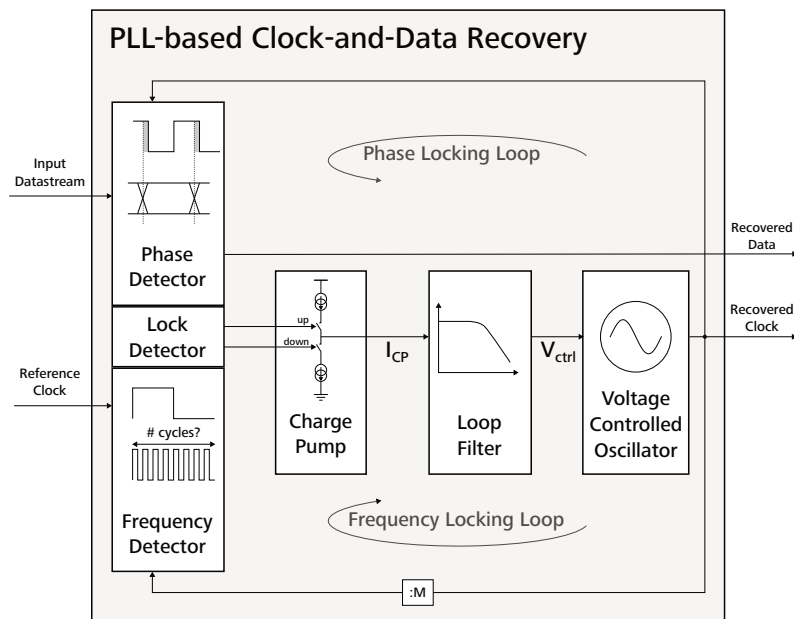 PLL-based Clock-and-Data Recovery
Phase Locking Loop
Input
Datastream
Phase
Detector
Recovered
Data
Lock
Detector
up
down
I_CP
V_ctrl
Recovered
Clock
Reference
Clock
# cycles?
Frequency
Detector
Charge
Pump
Loop
Filter
Voltage
Controlled
Oscillator
Frequency Locking Loop
:M